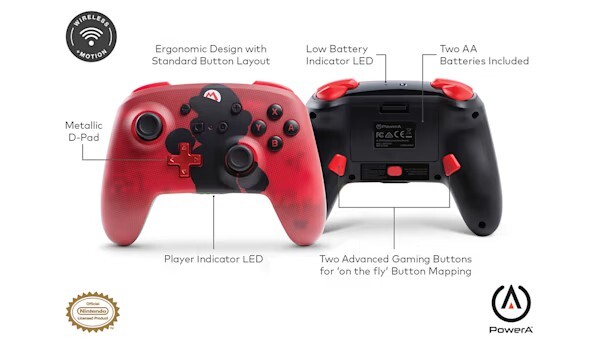 WIRELESS
+MOTION
Ergonomic Design with
Standard Button Layout
Low Battery
Indicator LED
Two AA
Batteries Included
Metallic
D-Pad
M
X
Y
A
B
PowerA
Player Indicator LED
Two Advanced Gaming Buttons
for 'on the fly' Button Mapping
Official
Nintendo
Licensed Product
PowerA